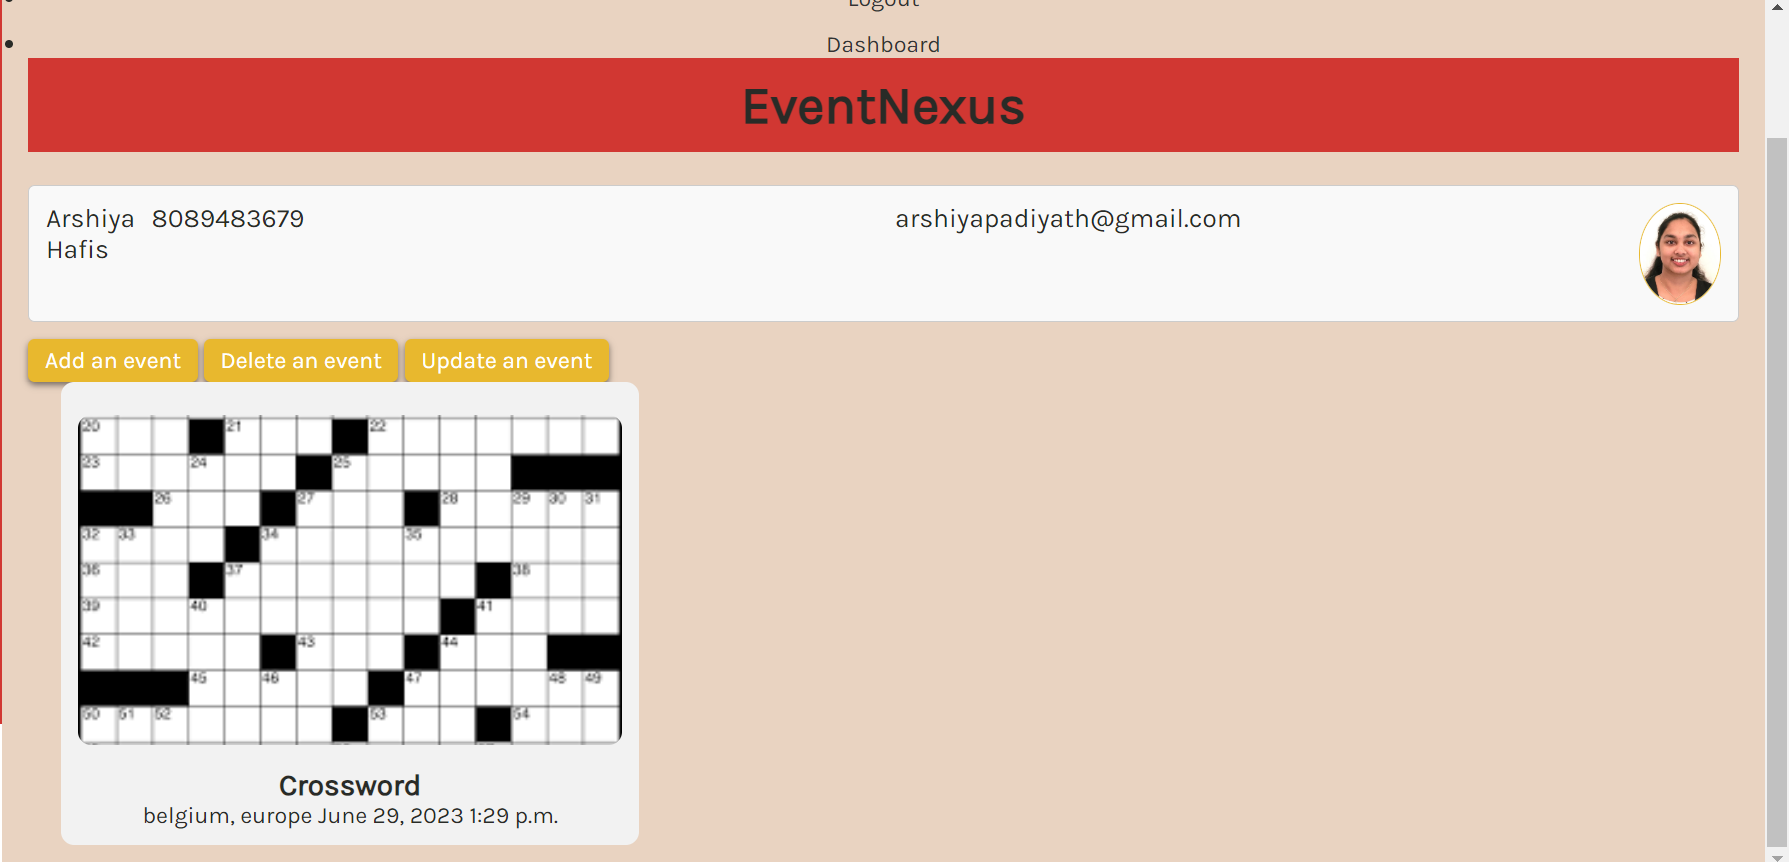 Logout
Dashboard
EventNexus
Arshiya 8089483679 arshiyapadiyath@gmail.com
Hafis
Add an event Delete an event Update an event
20 21 22
23 24 25
26 27 28 29 30 31
32 33 34 35
36 37 38
39 40 41
42 43 44
45 46 47 48 49
50 51 52 53 54
Crossword
belgium, europe June 29, 2023 1:29 p.m.